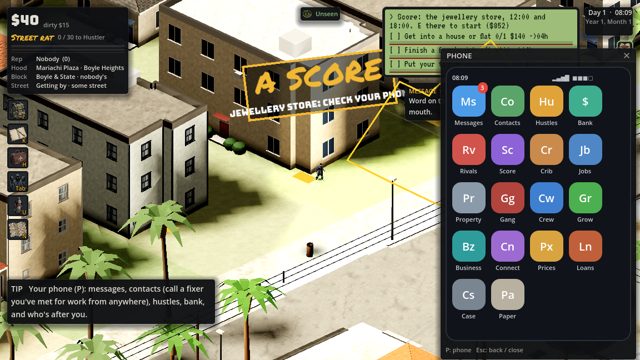 $40 dirty $15
STREET RAT 0 / 30 to Hustler
Rep Nobody (0)
Hood Mariachi Plaza · Boyle Heights
Block Boyle & State · nobody's
Street Getting by · some street
Tab
Unseen
> Score: the jewellery store, 12:00 and
18:00. E there to start ($852)
[ ] Get into a house or flat 0/1 $140
[ ] Finish a
[ ] Put your
Day 1 · 08:09
Year 1, Month 1
A SCORE
JEWELLERY STORE: CHECK YOUR PHO
MESSAGE
Word on t
mouth.
PHONE
08:09
Ms
3
Co
Hu
$
Messages
Contacts
Hustles
Bank
Rv
Sc
Cr
Jb
Rivals
Score
Crib
Jobs
Pr
Gg
Cw
Gr
Property
Gang
Crew
Grow
Bz
Cn
Px
Ln
Business
Connect
Prices
Loans
Cs
Pa
Case
Paper
P: phone Esc: back / close
TIP Your phone (P): messages, contacts (call a fixer
you've met for work from anywhere), hustles, bank,
and who's after you.